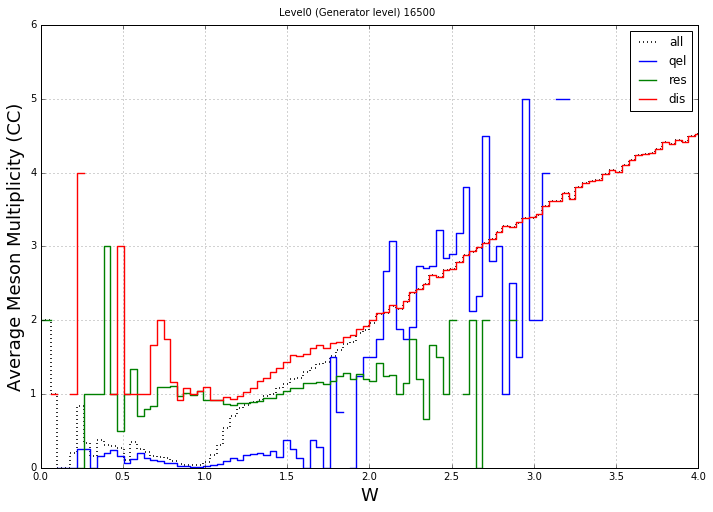 Level0 (Generator level) 16500
6
5
4
3
2
1
0
Average Meson Multiplicity (CC)
all
qel
res
dis
0.0 0.5 1.0 1.5 2.0 2.5 3.0 3.5 4.0
W